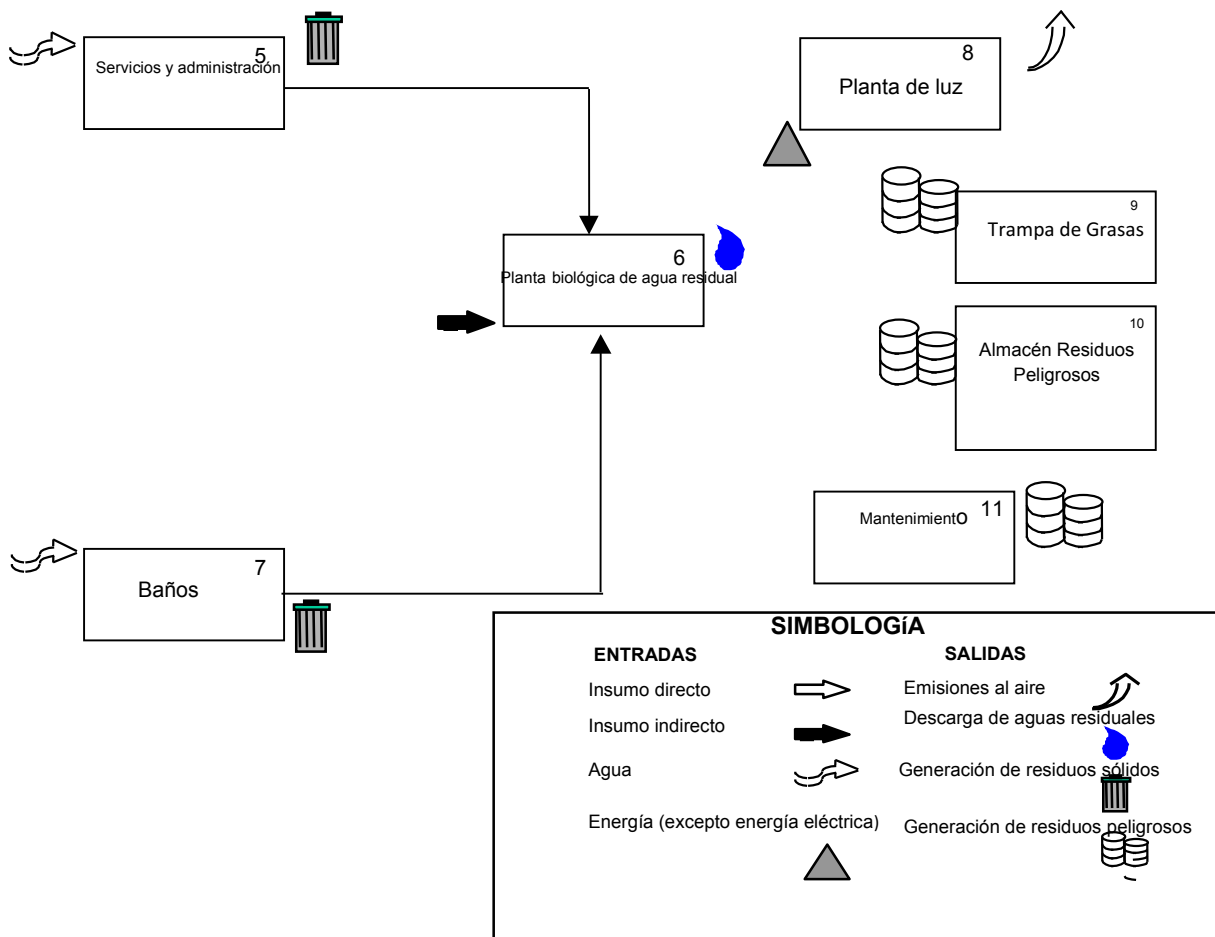 5
Servicios y administración
8
Planta de luz
9
Trampa de Grasas
6
Planta biológica de agua residual
10
Almacén Residuos
Peligrosos
11
Mantenimiento
7
Baños
SIMBOLOGíA
ENTRADAS
SALIDAS
Insumo directo
Emisiones al aire
Insumo indirecto
Descarga de aguas residuales
Agua
Generación de residuos sólidos
Energía (excepto energía eléctrica)
Generación de residuos peligrosos